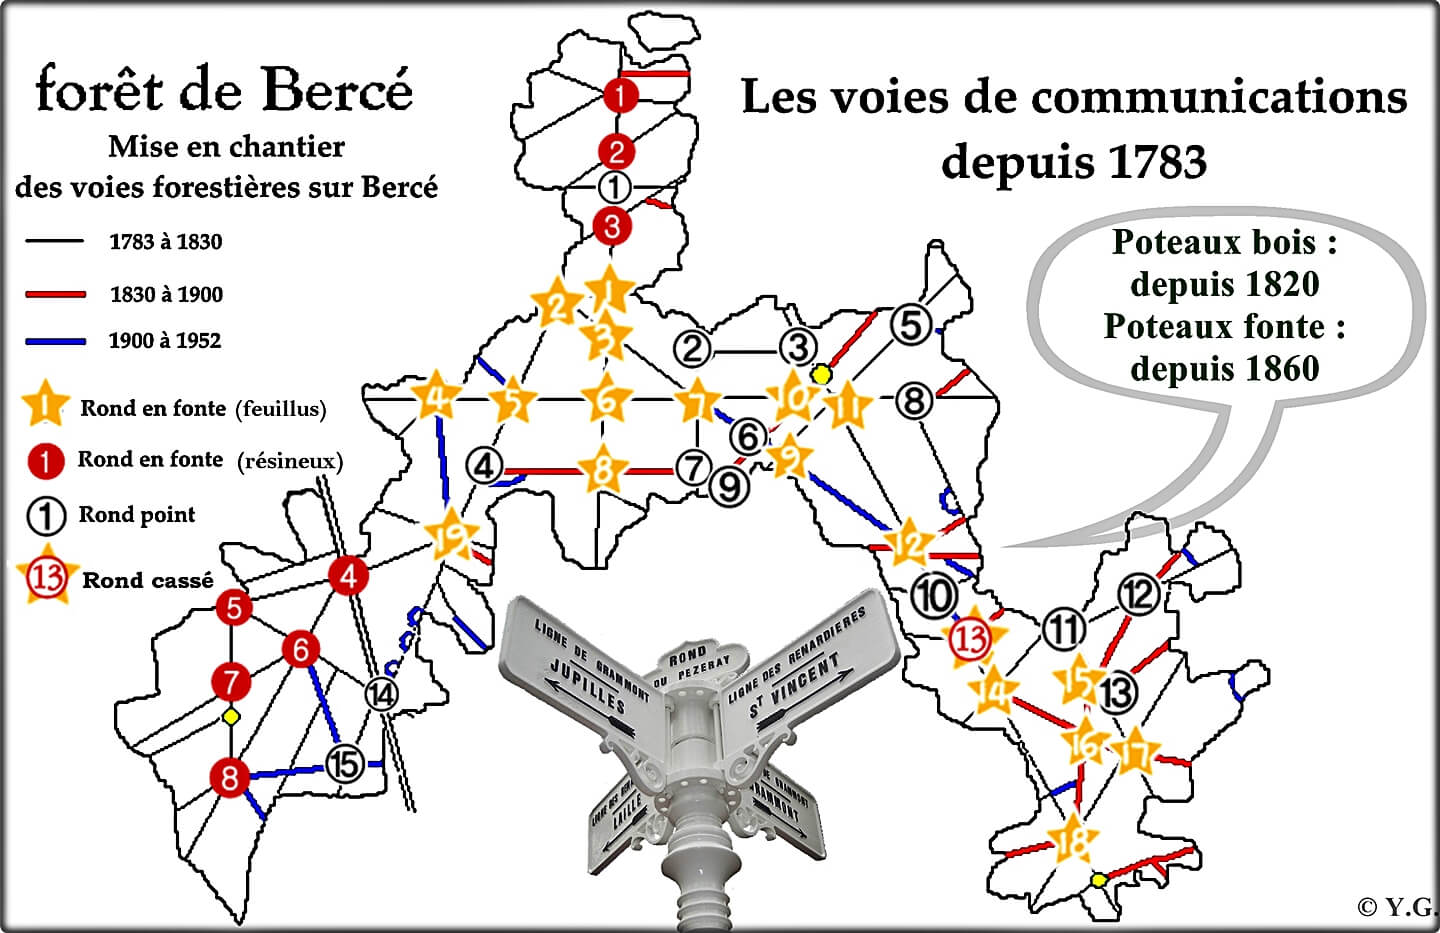 forêt de Bercé
Mise en chantier
des voies forestières sur Bercé
1783 à 1830
1830 à 1900
1900 à 1952
1 Rond en fonte (feuillus)
1 Rond en fonte (résineux)
1 Rond point
13 Rond cassé
Les voies de communications
depuis 1783
Poteaux bois :
depuis 1820
Poteaux fonte :
depuis 1860
1
2
1
3
2 1
3
2 3 5
4 5 6 7 10 11 8
6
4 8 7 9 9
19 12
4
5 10 12
6 13 11
7 14 14 15 13
16 17
8 15
18
ROND
DU PEZERAY
LIGNE DE GRAMMONT
JUPILLES
LIGNE DES RENARDIÈRES
ST VINCENT
LIGNE DES REN
LAILLE
DE GRAMMONT
GRAMMONT
© Y.G.